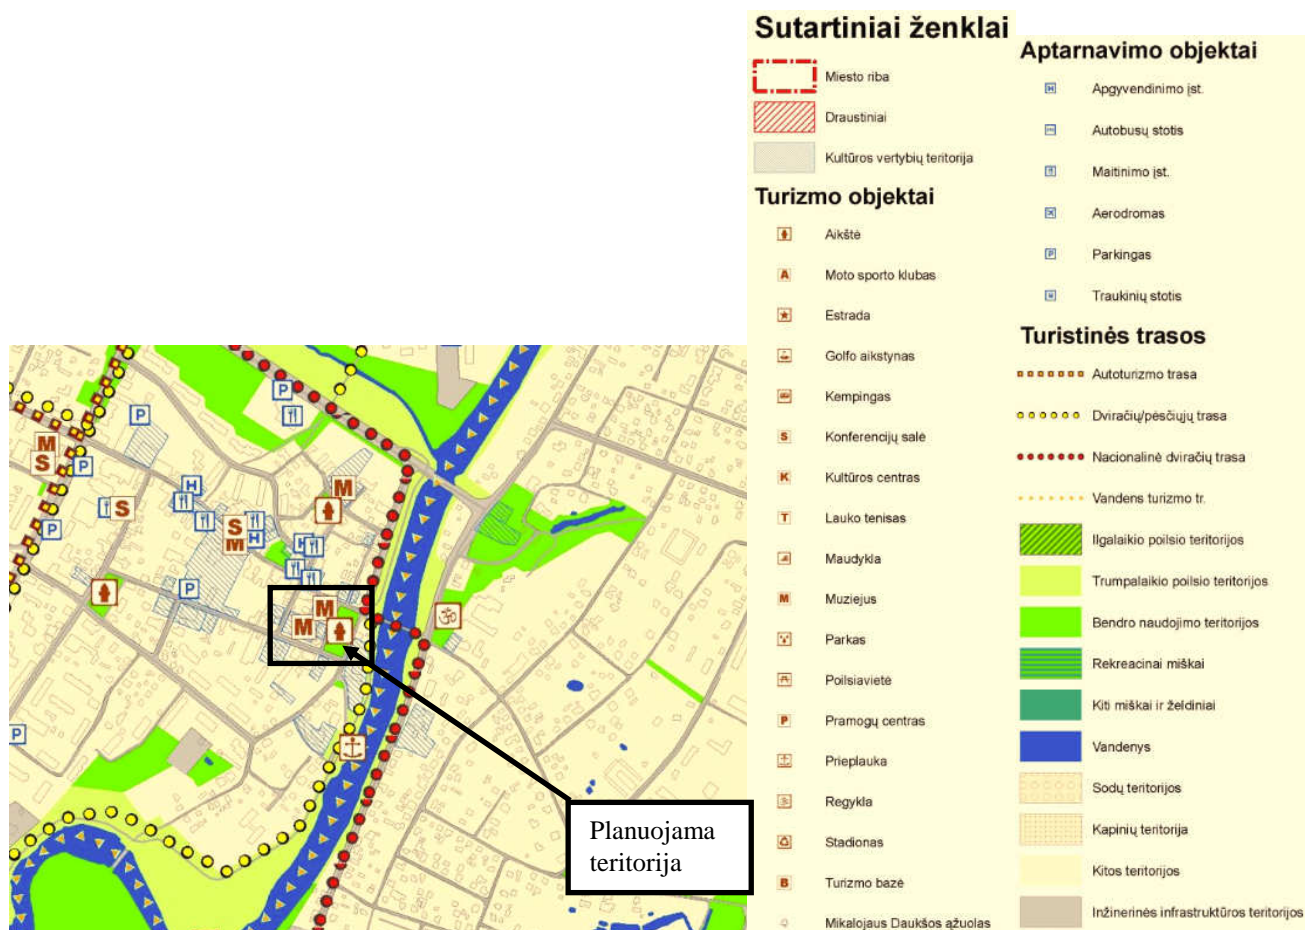 Sutartiniai ženklai
Miesto riba
Draustiniai
Kultūros vertybių teritorija
Turizmo objektai
Aikštė
A Moto sporto klubas
Estrada
Golfo aikstynas
Kempingas
S Konferencijų sale
K Kultūros centras
T Lauko tenisas
Maudykla
M Muziejus
Parkas
Poilsiavietė
P Pramogų centras
Prieplauka
Regykla
Stadionas
B Turizmo bazė
Mikalojaus Daukšos ąžuolas
Aptarnavimo objektai
H Apgyvendinimo įst.
Autobusų stotis
Maitinimo įst.
Aerodromas
P Parkingas
Traukinių stotis
Turistinės trasos
Autoturizmo trasa
Dviračių/pėsčiųjų trasa
Nacionalinė dviračių trasa
Vandens turizmo tr.
Ilgalaikio poilsio teritorijos
Trumpalaikio poilsio teritorijos
Bendro naudojimo teritorijos
Rekreacinai miškai
Kiti miškai ir želdiniai
Vandenys
Sodų teritorijos
Kapinių teritorija
Kitos teritorijos
Inžinerinės infrastruktūros teritorijos
P
P
M
S
P
H
M
S
P
S
M
H
H
P
M
M
P
Planuojama
teritorija